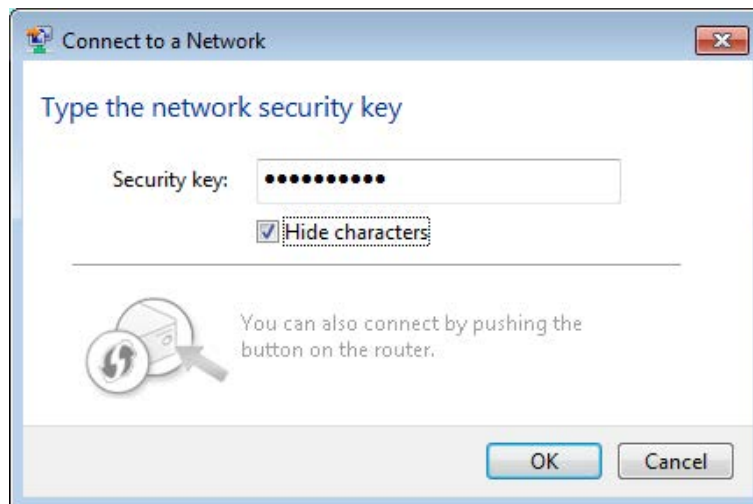 Connect to a Network
Type the network security key
Security key: ••••••••••
Hide characters
You can also connect by pushing the
button on the router.
OK Cancel